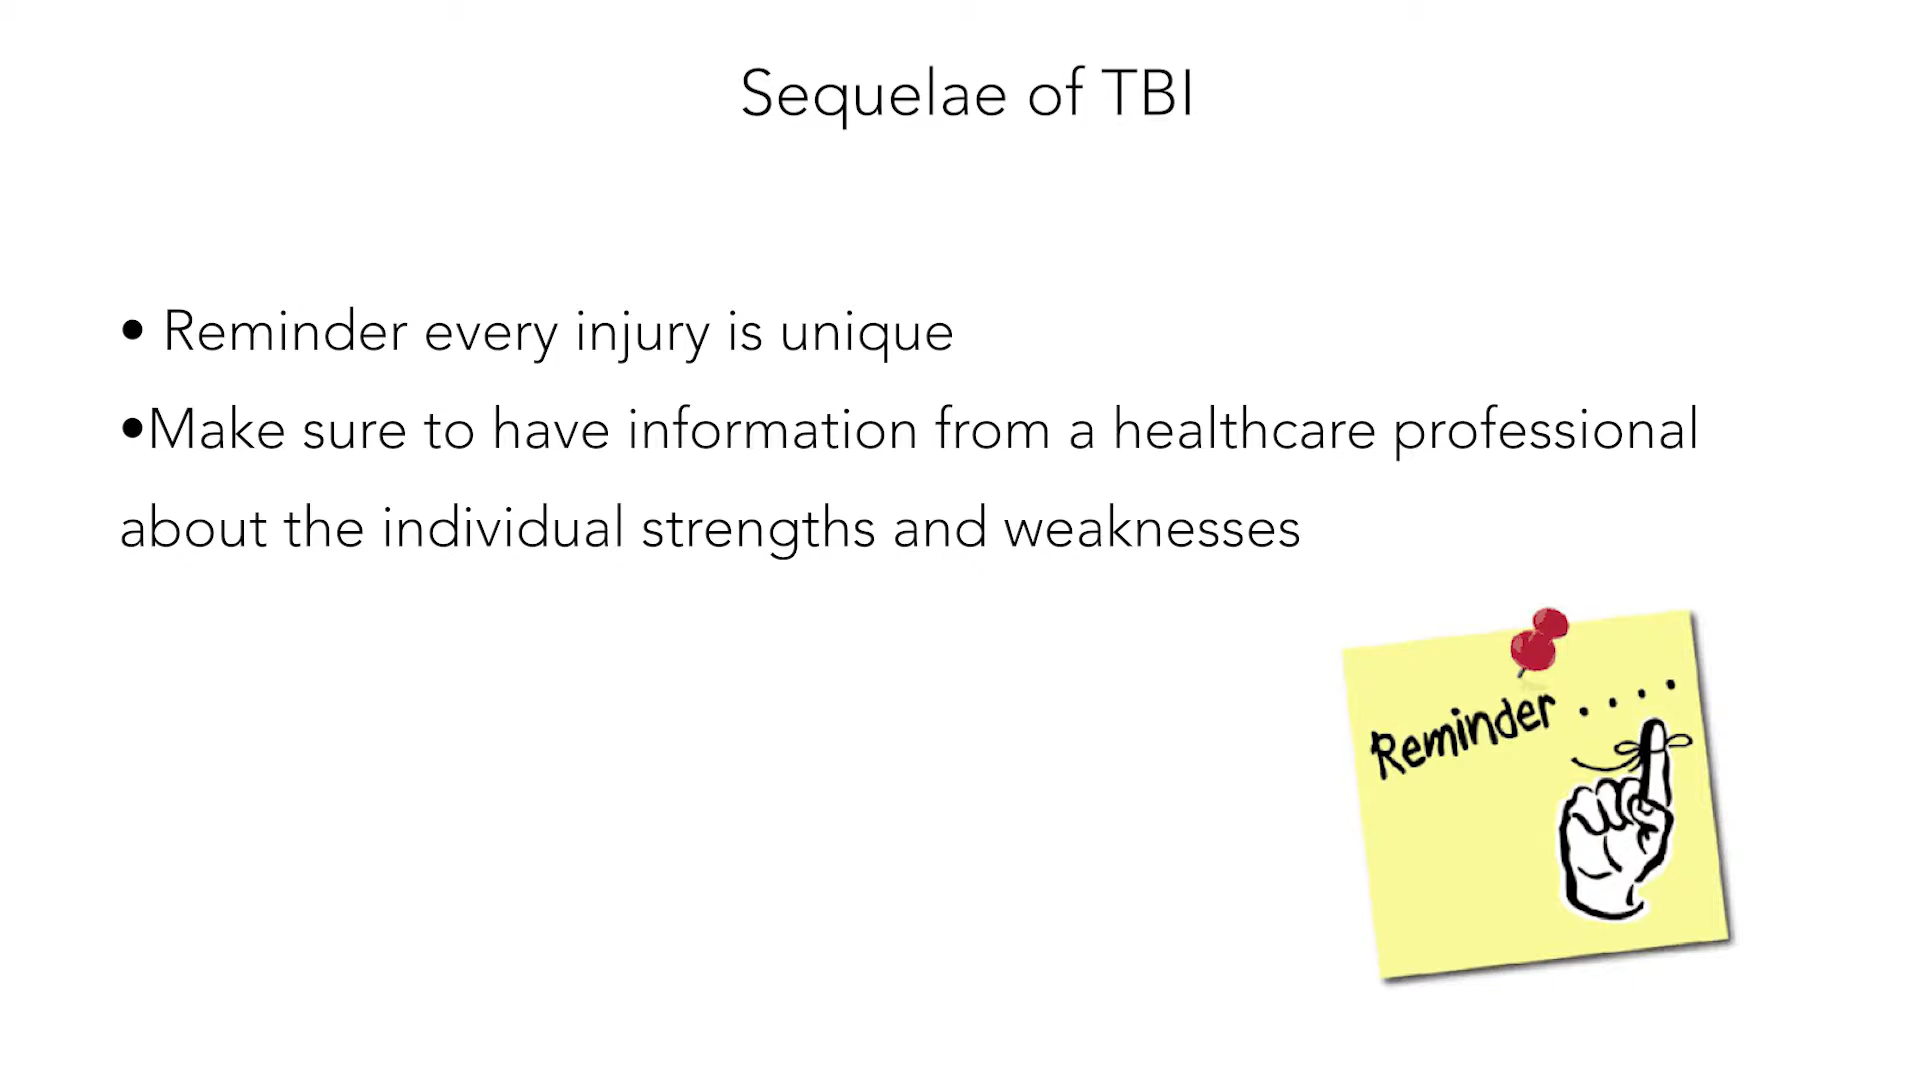 Sequelae of TBI
• Reminder every injury is unique
•Make sure to have information from a healthcare professional
about the individual strengths and weaknesses
Reminder . . . .